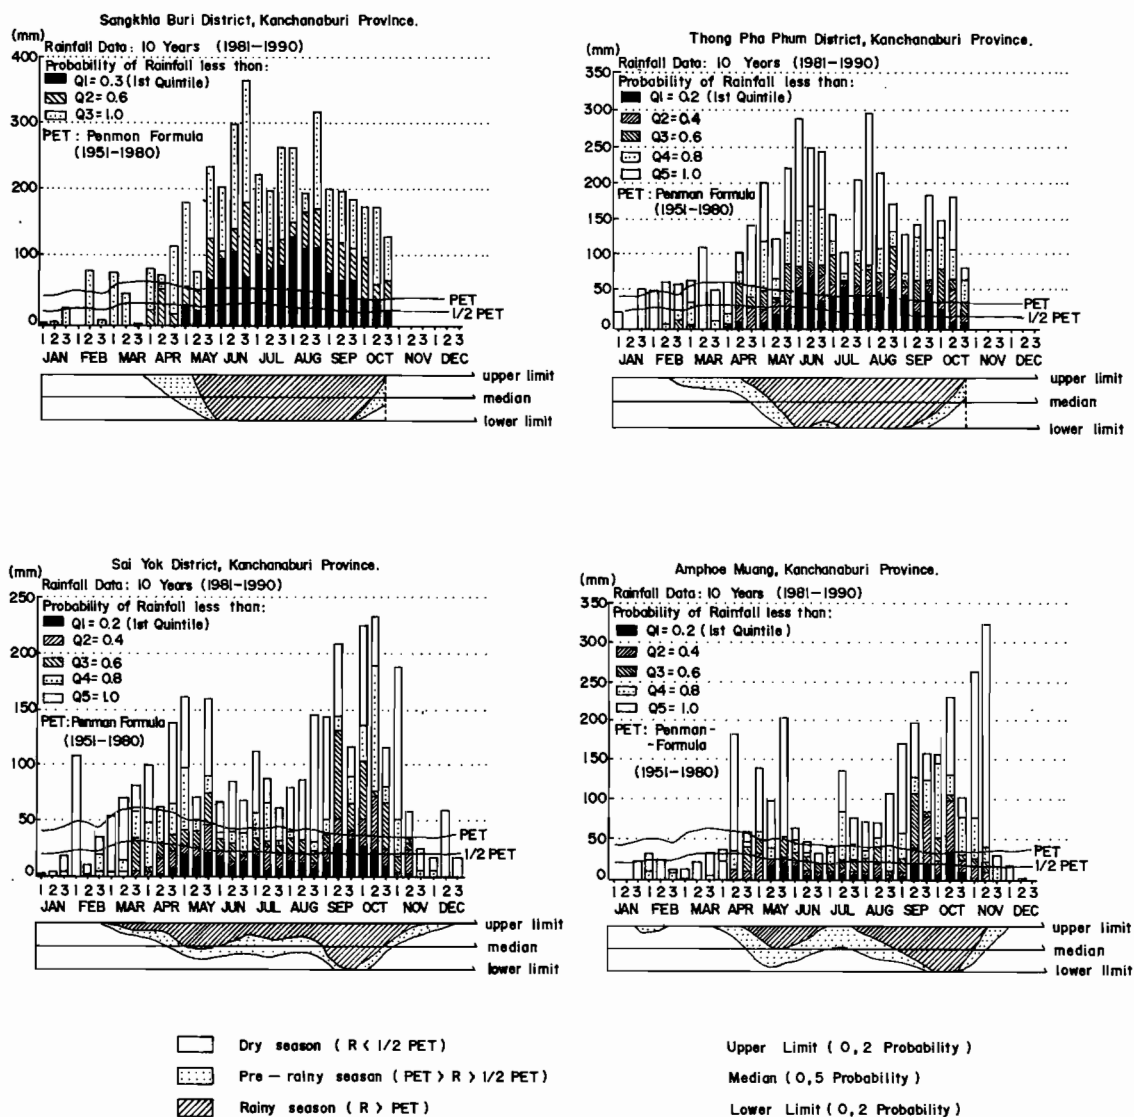 Sangkhla Buri District, Kanchanaburi Province.
(mm)
Rainfall Data: 10 Years (1981-1990)
400
Probability of Rainfall less than:
Q1= 0.3 (1st Quintile)
Q2= 0.6
Q3= 1.0
300
PET : Penmon Formula
(1951-1980)
200
100
PET
1/2 PET
0
1 2 3 1 2 3 1 2 3 1 2 3 1 2 3 1 2 3 1 2 3 1 2 3 1 2 3 1 2 3 1 2 3 1 2 3
JAN FEB MAR APR MAY JUN JUL AUG SEP OCT NOV DEC
upper limit
median
lower limit
Thong Pha Phum District, Kanchanaburi Province.
(mm)
Rainfall Data: 10 Years (1981-1990)
350
Probability of Rainfall less than:
Q1= 0.2 (1st Quintile)
300
Q2= 0.4
Q3= 0.6
250
Q4= 0.8
Q5= 1.0
200
PET : Penman Formula
(1951-1980)
150
100
50
PET
1/2 PET
0
1 2 3 1 2 3 1 2 3 1 2 3 1 2 3 1 2 3 1 2 3 1 2 3 1 2 3 1 2 3 1 2 3 1 2 3
JAN FEB MAR APR MAY JUN JUL AUG SEP OCT NOV DEC
upper limit
median
lower limit
Sai Yok District, Kanchanaburi Province.
(mm)
Rainfall Data: 10 Years (1981-1990)
250
Probability of Rainfall less than:
Q1= 0.2 (1st Quintile)
Q2= 0.4
200
Q3= 0.6
Q4= 0.8
Q5= 1.0
150
PET: Penman Formula
(1951-1980)
100
50
PET
1/2 PET
0
1 2 3 1 2 3 1 2 3 1 2 3 1 2 3 1 2 3 1 2 3 1 2 3 1 2 3 1 2 3 1 2 3 1 2 3
JAN FEB MAR APR MAY JUN JUL AUG SEP OCT NOV DEC
upper limit
median
lower limit
Amphoe Muang, Kanchanaburi Province.
(mm)
Rainfall Data: 10 Years (1981-1990)
350
Probability of Rainfall less than:
Q1= 0.2 (1st Quintile)
300
Q2= 0.4
Q3= 0.6
250
Q4= 0.8
Q5= 1.0
200
PET: Penman-
-Formula
(1951-1980)
150
100
50
PET
1/2 PET
0
1 2 3 1 2 3 1 2 3 1 2 3 1 2 3 1 2 3 1 2 3 1 2 3 1 2 3 1 2 3 1 2 3 1 2 3
JAN FEB MAR APR MAY JUN JUL AUG SEP OCT NOV DEC
upper limit
median
lower limit
Dry season ( R < 1/2 PET)
Pre - rainy season ( PET > R > 1/2 PET )
Rainy season ( R > PET )
Upper Limit ( 0,2 Probability )
Median ( 0,5 Probability )
Lower Limit ( 0,2 Probability )